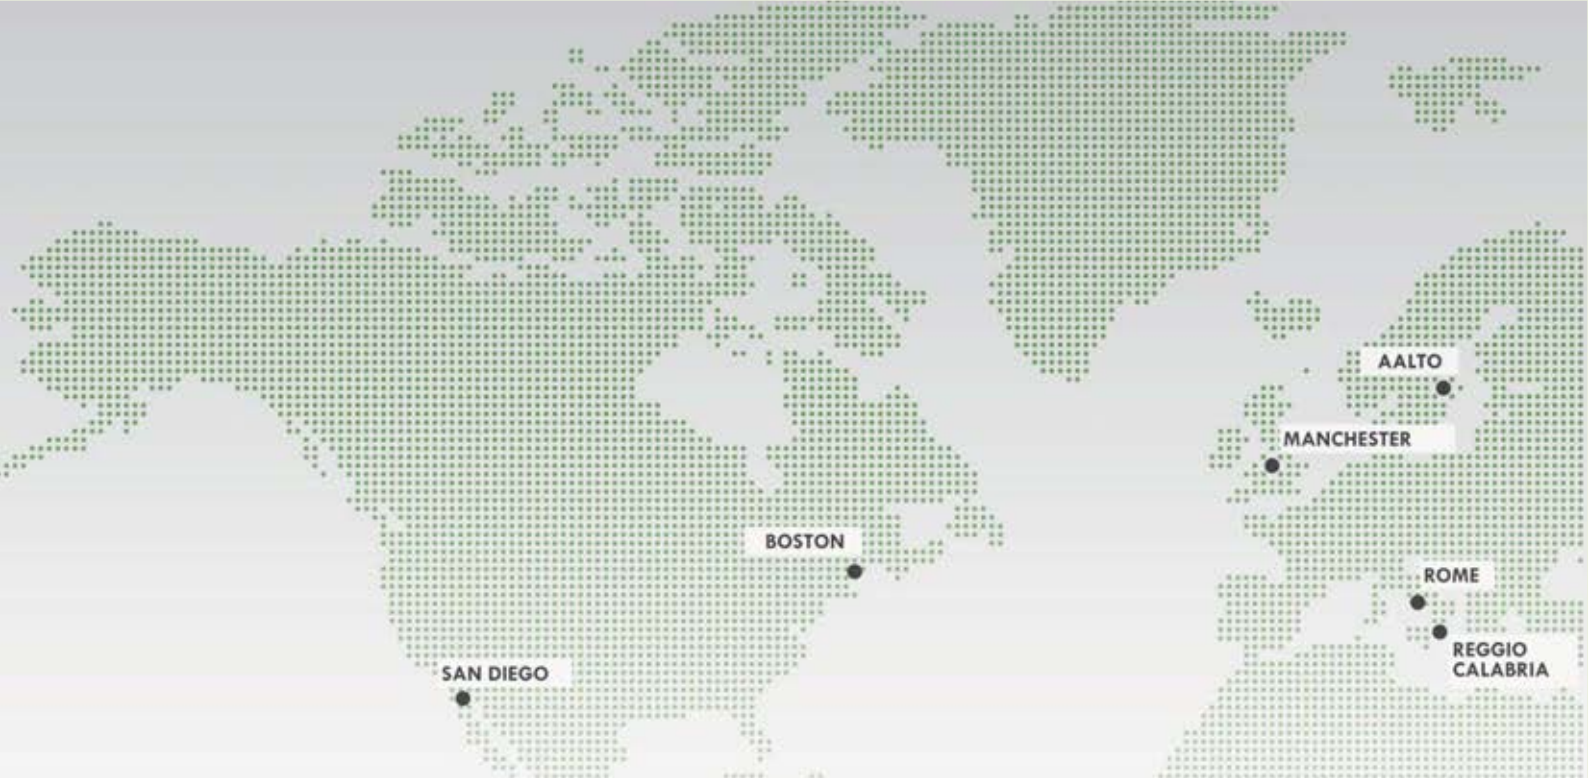 AALTO
MANCHESTER
BOSTON
ROME
REGGIO
CALABRIA
SAN DIEGO